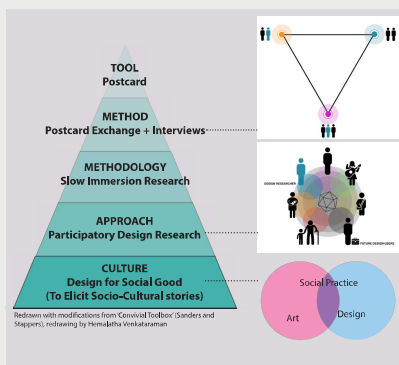 TOOL
Postcard
METHOD
Postcard Exchange + Interviews
METHODOLOGY
Slow Immersion Research
APPROACH
Participatory Design Research
CULTURE
Design for Social Good
(To Elicit Socio-Cultural stories)
Redrawn with modifications from 'Convivial Toolbox' (Sanders and
Stappers), redrawing by Hemalatha Venkataraman
DESIGN RESEARCHER
FUTURE DESIGN USERS
Social Practice
Art
Design